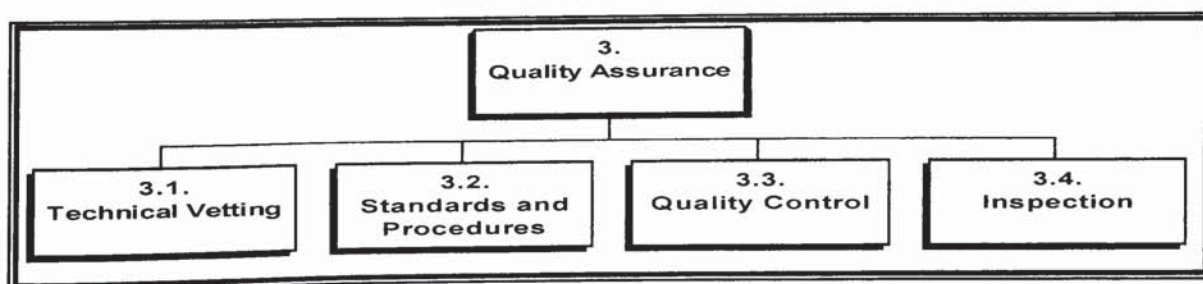 3.
Quality Assurance
3.1.
Technical Vetting
3.2.
Standards and
Procedures
3.3.
Quality Control
3.4.
Inspection